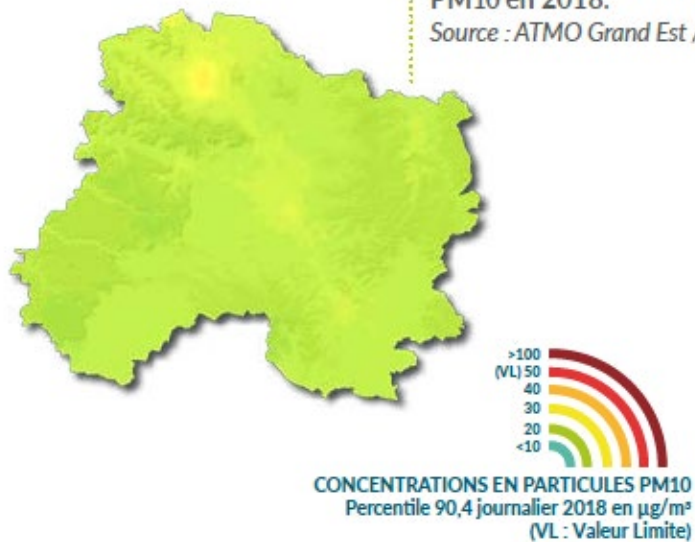 PM10 en 2018.
Source : ATMO Grand Est
>100
(VL) 50
40
30
20
<10
CONCENTRATIONS EN PARTICULES PM10
Percentile 90,4 journalier 2018 en µg/m³
(VL : Valeur Limite)